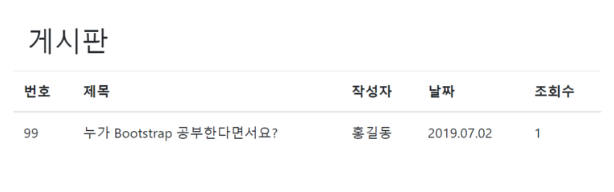 게시판
번호 제목 작성자 날짜 조회수
99 누가 Bootstrap 공부한다면서요? 홍길동 2019.07.02 1